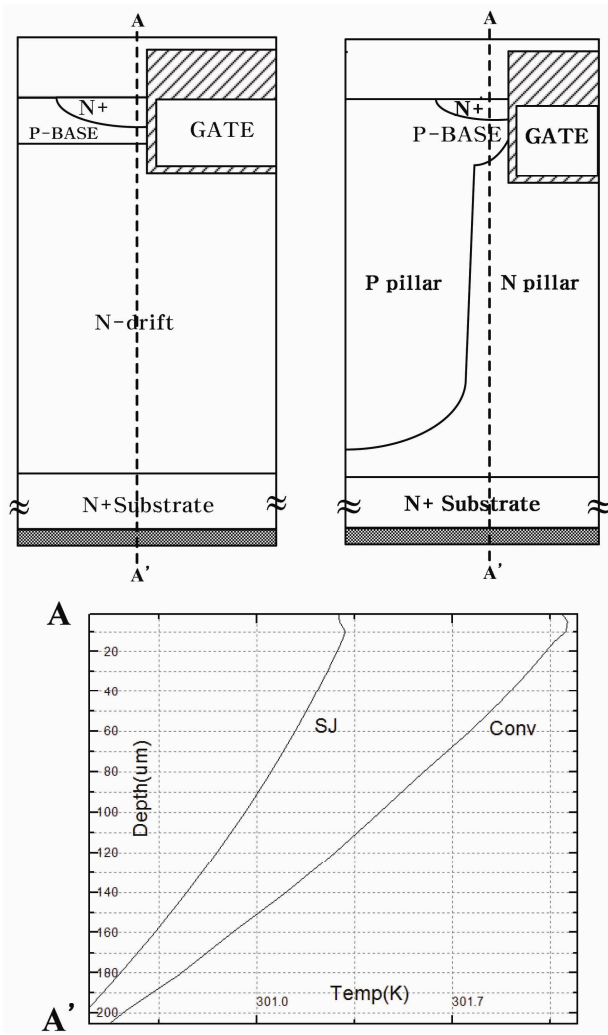 A
N+
P-BASE
GATE
N-drift
N+Substrate
≈
≈
A'
A
N+
P-BASE
GATE
P pillar
N pillar
N+ Substrate
≈
≈
A'
A
20
40
60
80
100
120
140
160
180
200
Depth(um)
SJ
Conv
301.0
Temp(K)
301.7
A'